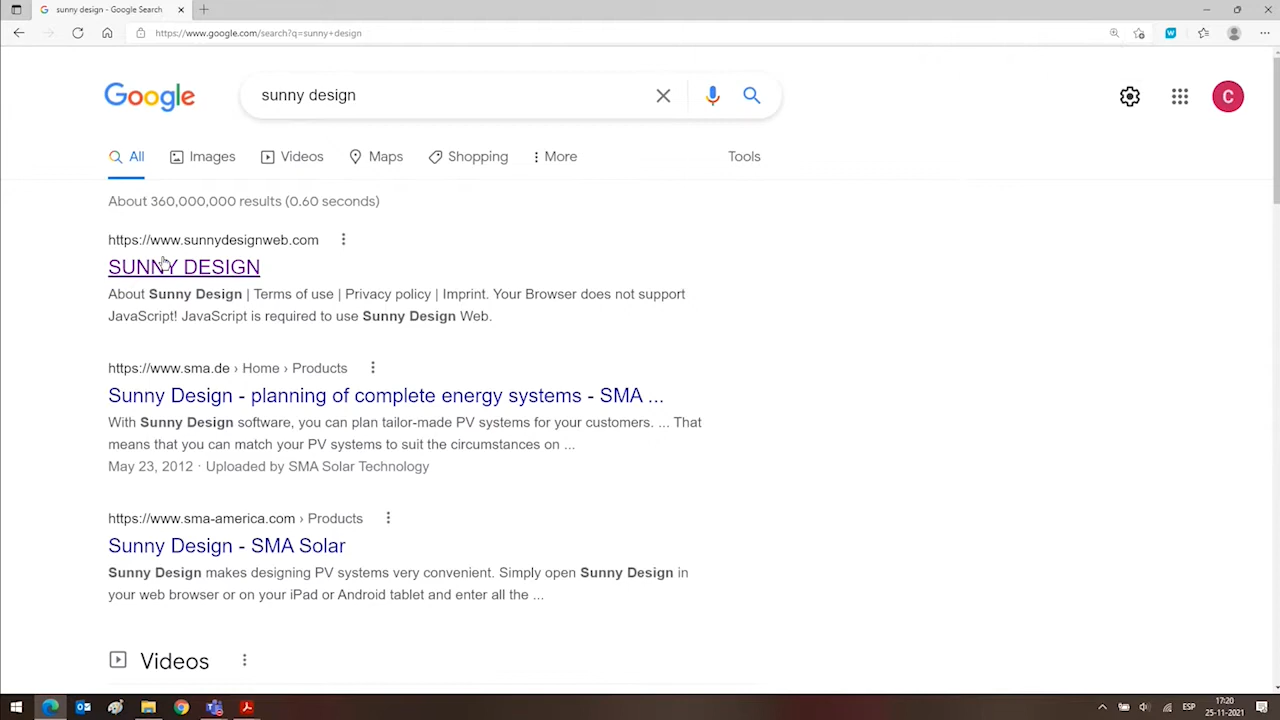 sunny design - Google Search
https://www.google.com/search?q=sunny+design
Google
sunny design
C
All
Images
Videos
Maps
Shopping
More
Tools
About 360,000,000 results (0.60 seconds)
https://www.sunnydesignweb.com
SUNNY DESIGN
About Sunny Design | Terms of use | Privacy policy | Imprint. Your Browser does not support
JavaScript! JavaScript is required to use Sunny Design Web.
https://www.sma.de › Home › Products
Sunny Design - planning of complete energy systems - SMA ...
With Sunny Design software, you can plan tailor-made PV systems for your customers. ... That
means that you can match your PV systems to suit the circumstances on ...
May 23, 2012 · Uploaded by SMA Solar Technology
https://www.sma-america.com › Products
Sunny Design - SMA Solar
Sunny Design makes designing PV systems very convenient. Simply open Sunny Design in
your web browser or on your iPad or Android tablet and enter all the ...
Videos
ESP
17:20
25-11-2021